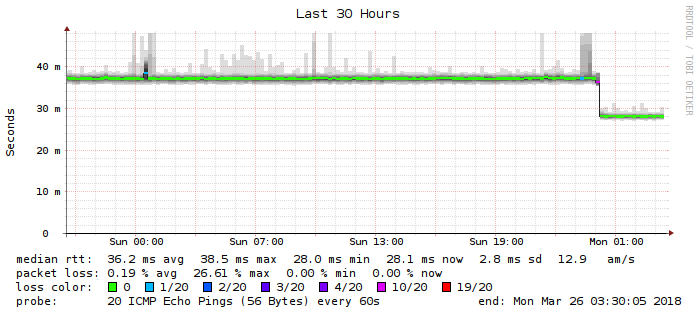 Last 30 Hours
RRDTOOL / TOBI OETIKER
Seconds
40 m
30 m
20 m
10 m
0
Sun 00:00 Sun 07:00 Sun 13:00 Sun 19:00 Mon 01:00
median rtt: 36.2 ms avg 38.5 ms max 28.0 ms min 28.1 ms now 2.8 ms sd 12.9 am/s
packet loss: 0.19 % avg 26.61 % max 0.00 % min 0.00 % now
loss color: 0 1/20 2/20 3/20 4/20 10/20 19/20
probe: 20 ICMP Echo Pings (56 Bytes) every 60s end: Mon Mar 26 03:30:05 2018